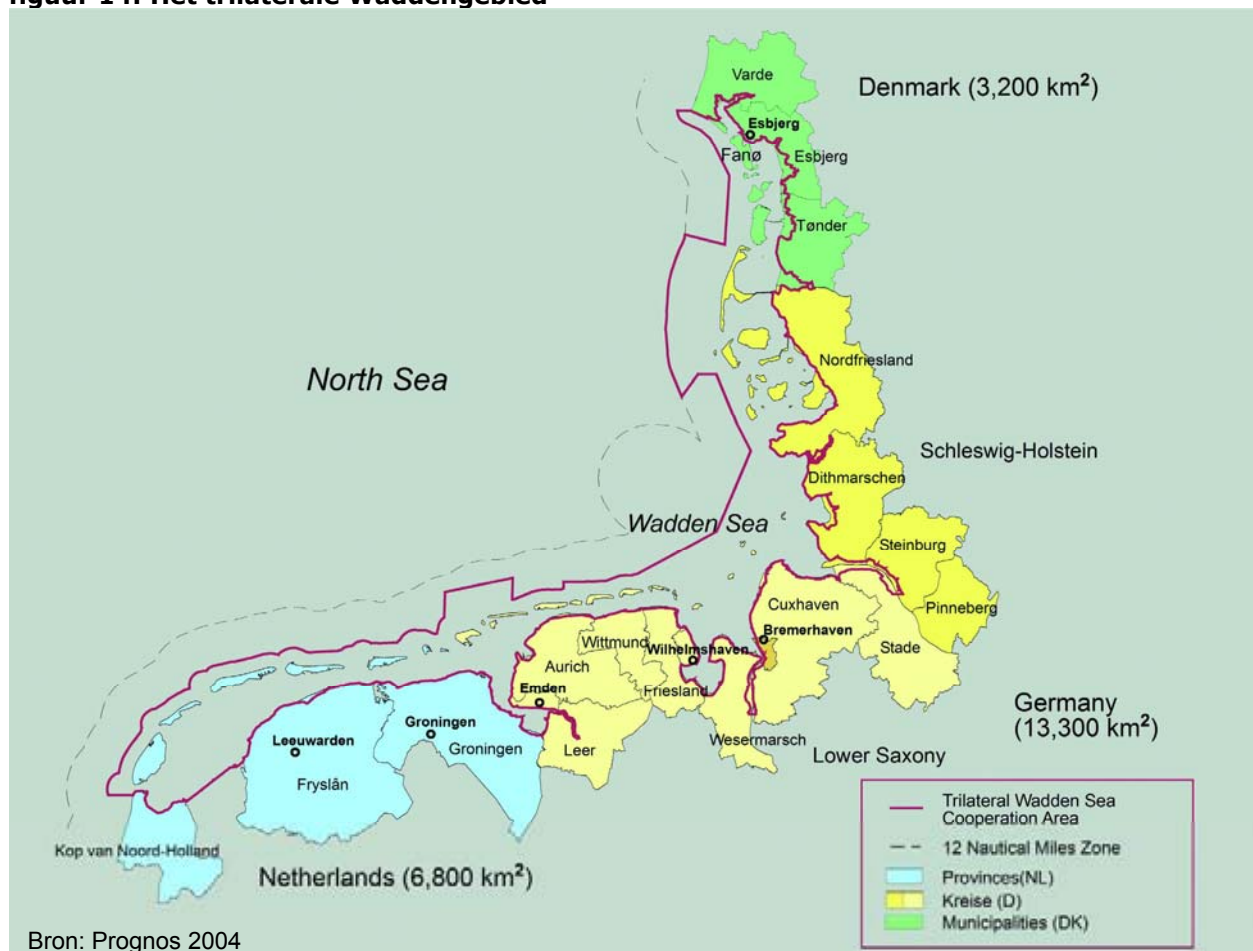 figuur 14: Het trilaterale Waddengebied
Varde
Denmark (3,200 km²)
Esbjerg
Fanø
Esbjerg
Tønder
North Sea
Nordfriesland
Schleswig-Holstein
Dithmarschen
Wadden Sea
Steinburg
Cuxhaven
Pinneberg
Bremerhaven
Wittmund
Wilhelmshaven
Stade
Aurich
Friesland
Emden
Germany
(13,300 km²)
Groningen
Leeuwarden
Groningen
Leer
Wesermarsch
Lower Saxony
Fryslân
Kop van Noord-Holland
Netherlands (6,800 km²)
Trilateral Wadden Sea
Cooperation Area
12 Nautical Miles Zone
Provinces(NL)
Kreise (D)
Municipalities (DK)
Bron: Prognos 2004